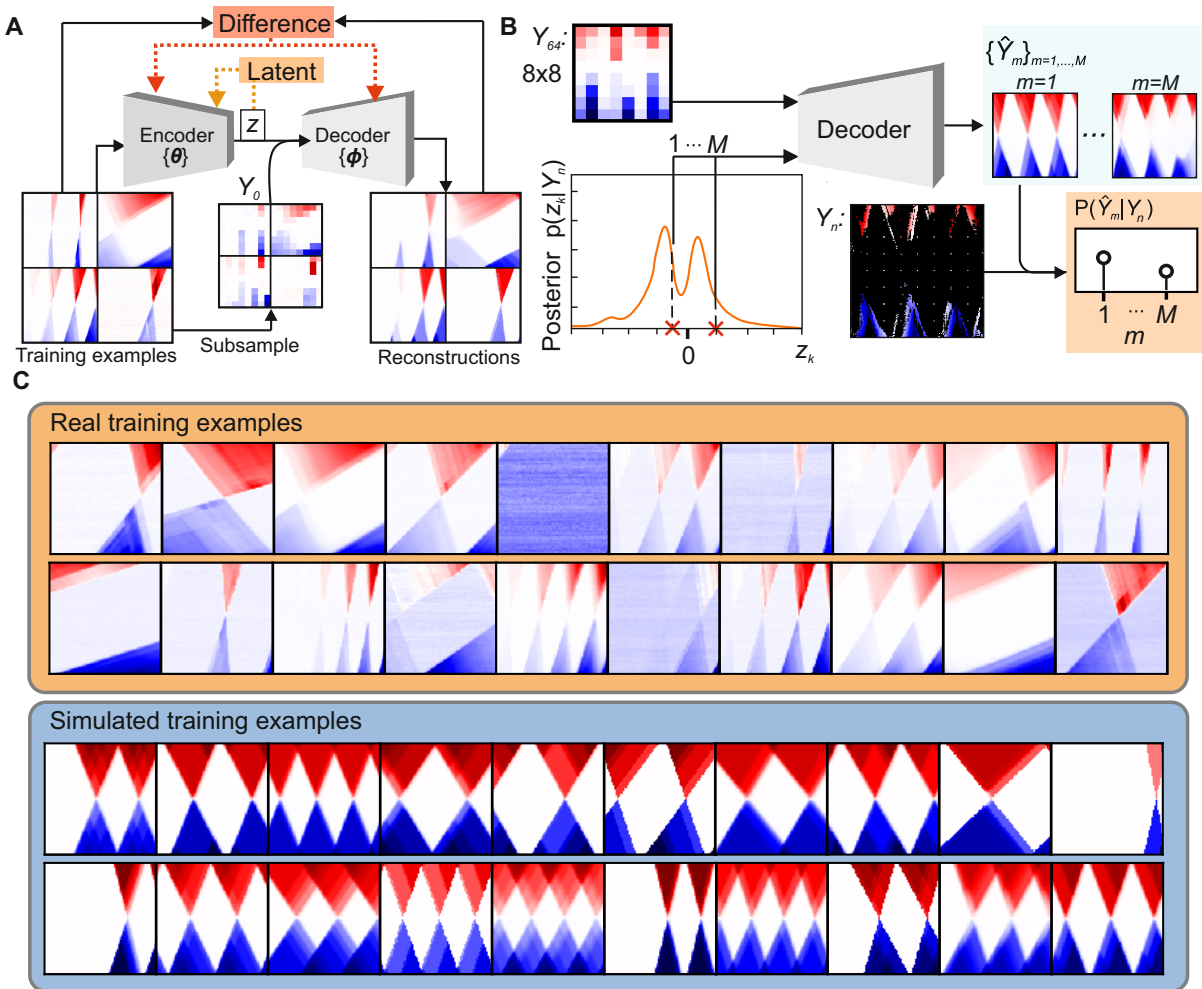 A
Difference
Latent
Encoder
{θ}
z
Decoder
{ϕ}
Y₀
Training examples
Subsample
Reconstructions
B
Y₆₄:
8x8
Decoder
{Ŷₘ}ₘ₌₁,...,M
m=1
m=M
...
1 ... M
Posterior p(zₖ|Yₙ)
0
zₖ
Yₙ:
P(Ŷₘ|Yₙ)
1 ... M
m
C
Real training examples
Simulated training examples